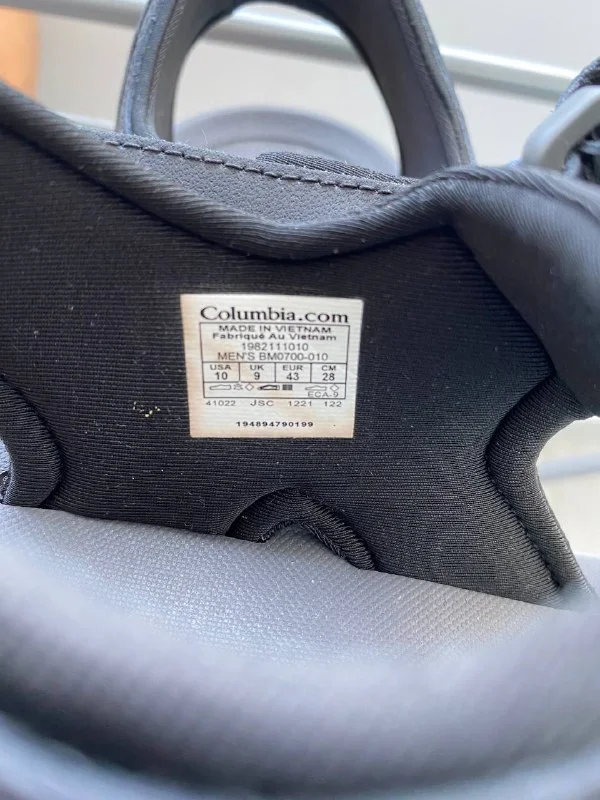 Columbia.com
MADE IN VIETNAM
Fabriqué Au Vietnam
1982111010
MEN'S BM0700-010
USA UK EUR CM
10 9 43 28
ECA-9
41022 JSC 1221 122
194894790199